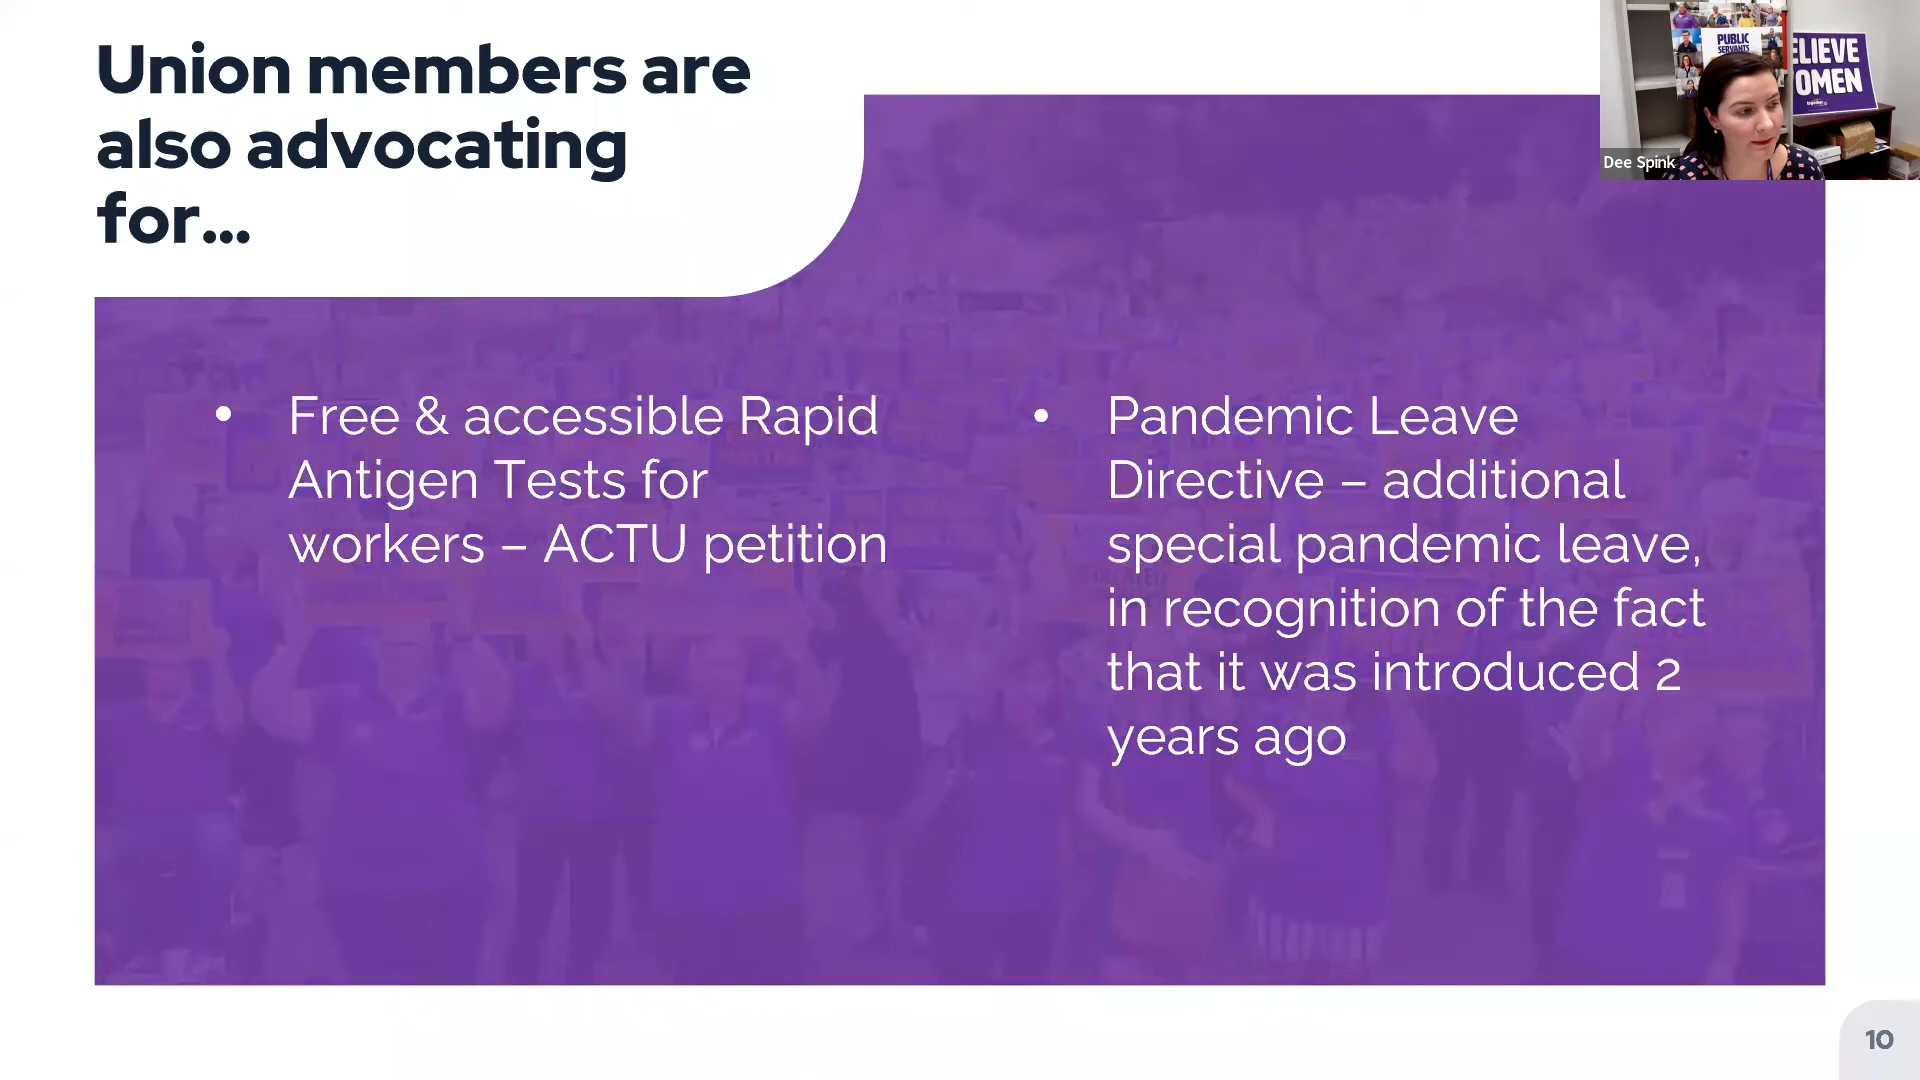 Union members are
also advocating
for...
• Free & accessible Rapid
Antigen Tests for
workers – ACTU petition
• Pandemic Leave
Directive – additional
special pandemic leave,
in recognition of the fact
that it was introduced 2
years ago
PUBLIC
SERVANTS
ELIEVE
OMEN
together
Dee Spink
10